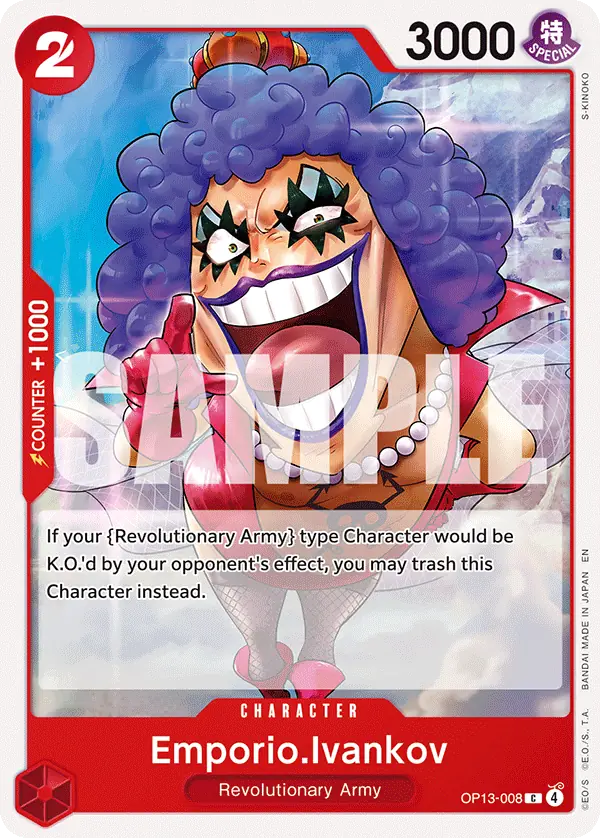 2
3000
特
SPECIAL
S-KINOKO
COUNTER +1000
SAMPLE
If your {Revolutionary Army} type Character would be
K.O.'d by your opponent's effect, you may trash this
Character instead.
CHARACTER
Emporio.Ivankov
Revolutionary Army
OP13-008 C 4
©EO/S ©E.O./S., T.A. BANDAI MADE IN JAPAN EN